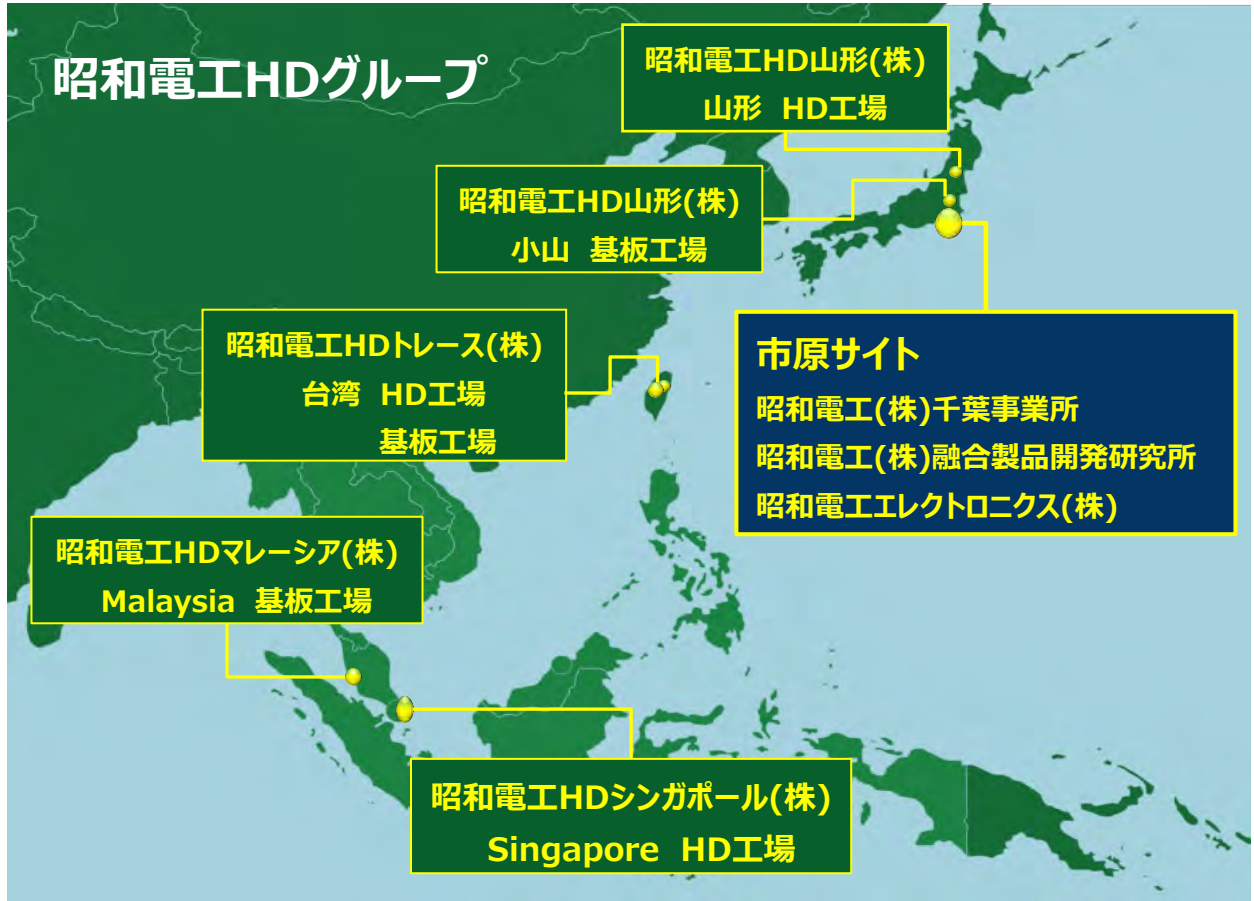 昭和電工HDグループ
昭和電工HD山形(株)
山形 HD工場
昭和電工HD山形(株)
小山 基板工場
市原サイト
昭和電工(株)千葉事業所
昭和電工(株)融合製品開発研究所
昭和電工エレクトロニクス(株)
昭和電工HDトレース(株)
台湾 HD工場
基板工場
昭和電工HDマレーシア(株)
Malaysia 基板工場
昭和電工HDシンガポール(株)
Singapore HD工場